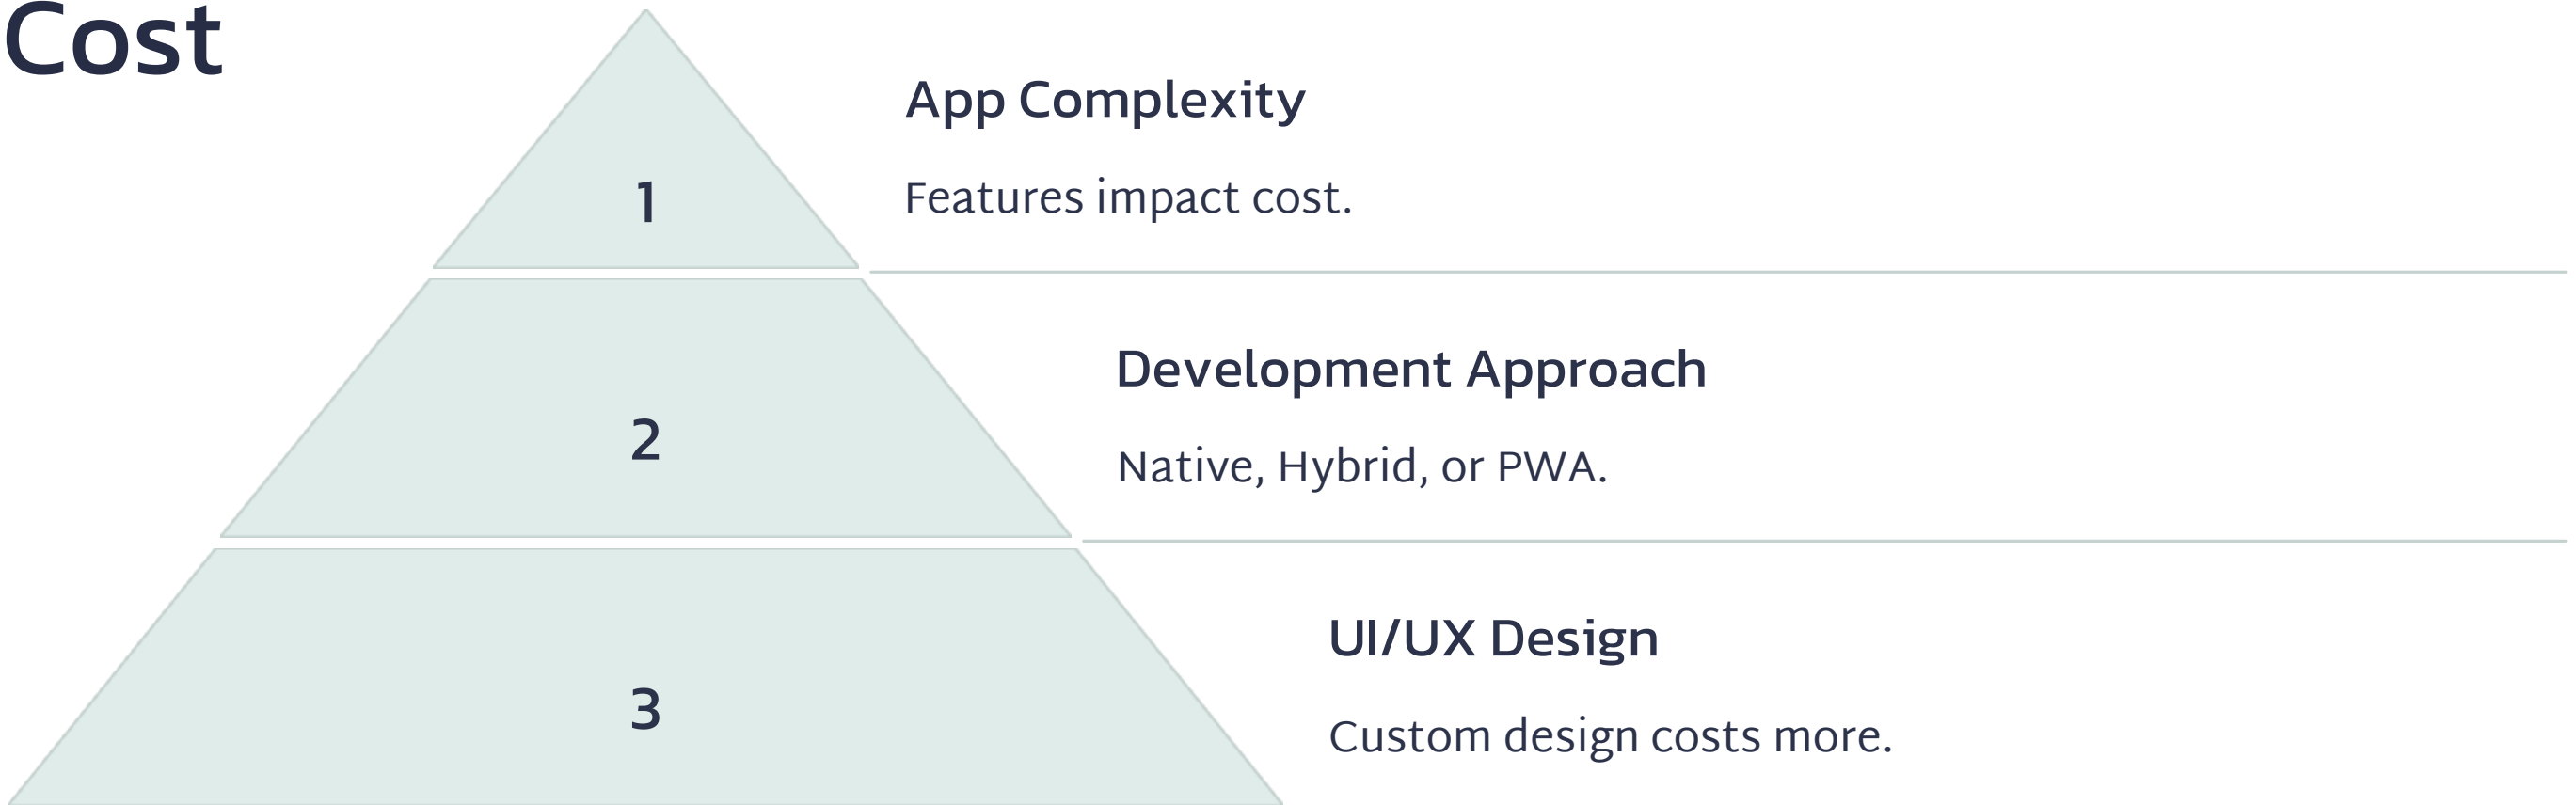 Cost
1
App Complexity
Features impact cost.
2
Development Approach
Native, Hybrid, or PWA.
3
UI/UX Design
Custom design costs more.